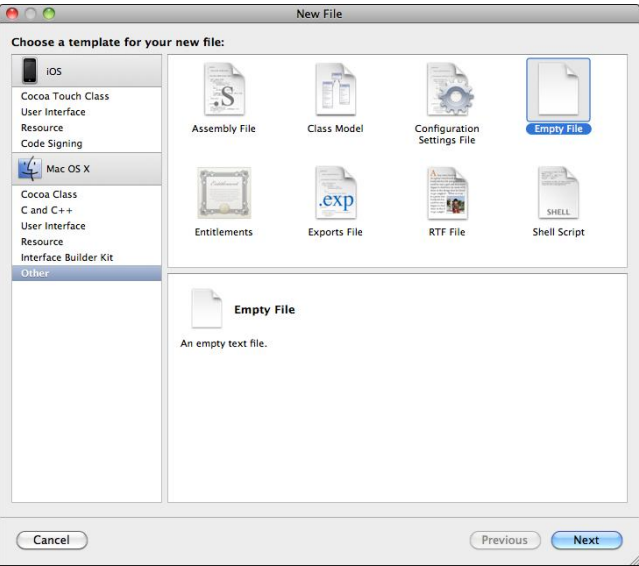 New File
Choose a template for your new file:
iOS
Cocoa Touch Class
User Interface
Resource
Code Signing
Mac OS X
Cocoa Class
C and C++
User Interface
Resource
Interface Builder Kit
Other
.S
Assembly File
Class Model
Configuration
Settings File
Empty File
Entitlements
.exp
Exports File
RTF File
SHELL
Shell Script
Empty File
An empty text file.
Cancel
Previous
Next